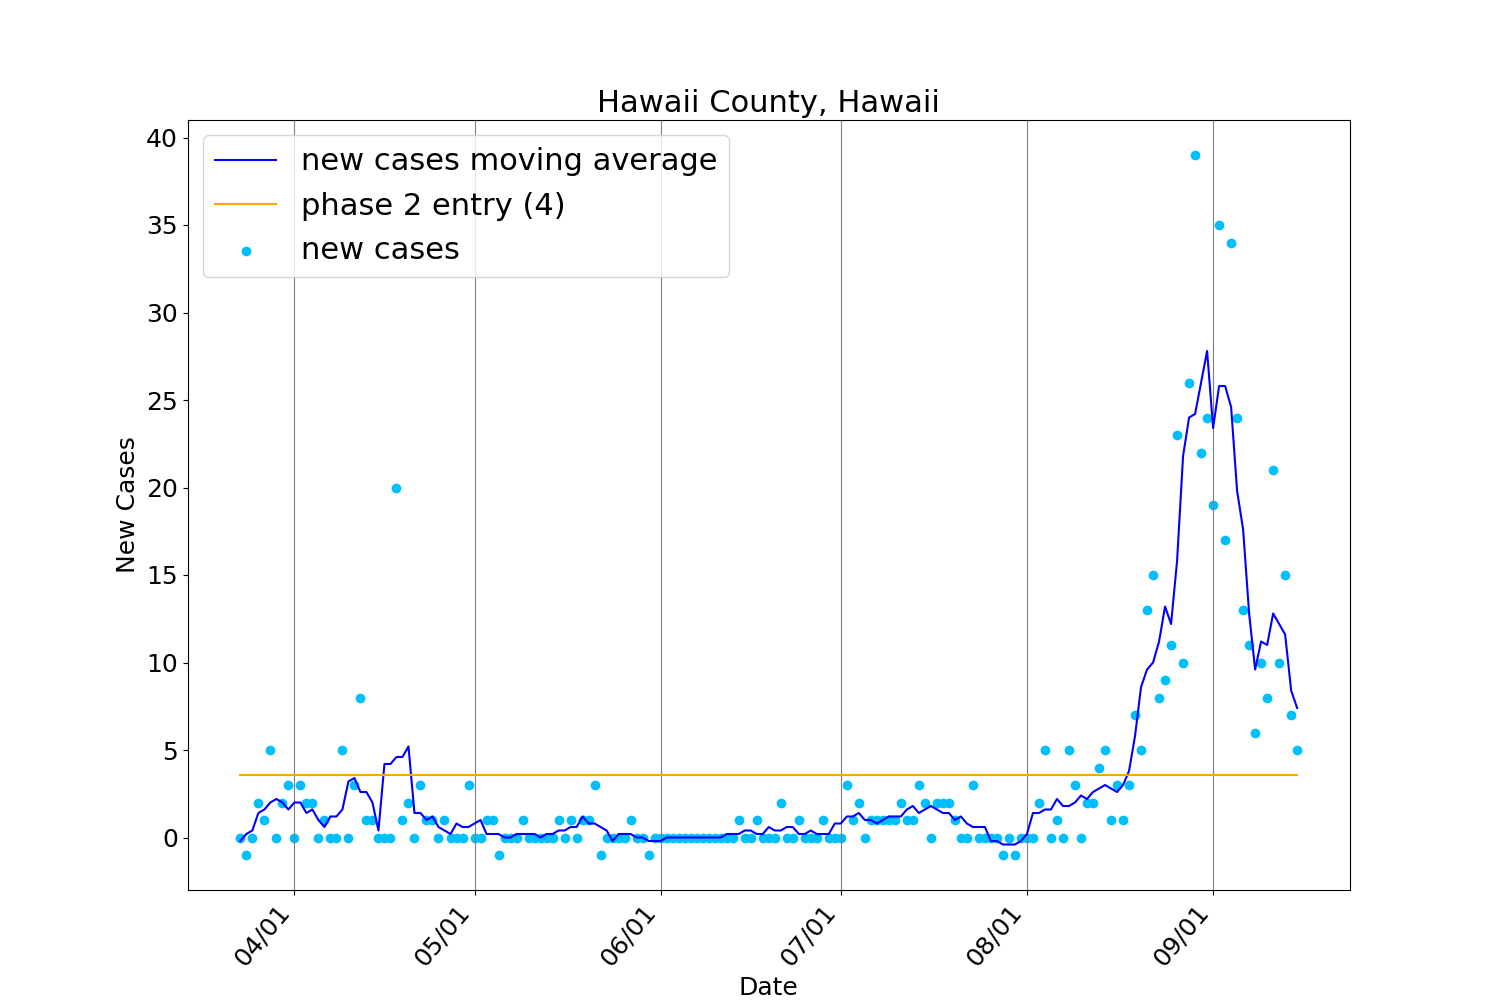 Hawaii County, Hawaii
new cases moving average
phase 2 entry (4)
new cases
40
35
30
25
20
15
10
5
0
New Cases
04/01
05/01
06/01
07/01
08/01
09/01
Date